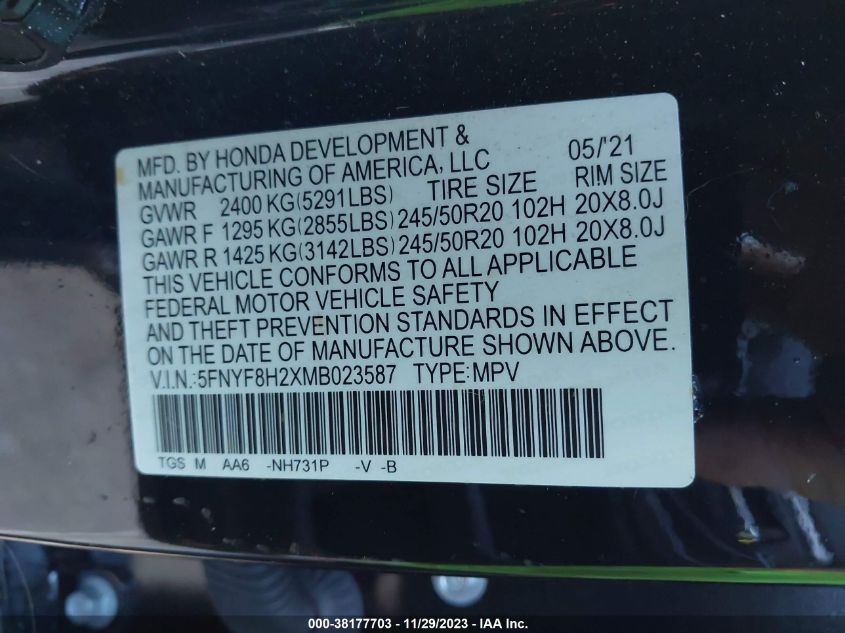 MFD. BY HONDA DEVELOPMENT & 05/'21
MANUFACTURING OF AMERICA, LLC
GVWR 2400 KG(5291LBS) TIRE SIZE RIM SIZE
GAWR F 1295 KG(2855LBS) 245/50R20 102H 20X8.0J
GAWR R 1425 KG(3142LBS) 245/50R20 102H 20X8.0J
THIS VEHICLE CONFORMS TO ALL APPLICABLE
FEDERAL MOTOR VEHICLE SAFETY
AND THEFT PREVENTION STANDARDS IN EFFECT
ON THE DATE OF MANUFACTURE SHOWN ABOVE.
V.I.N.:5FNYF8H2XMB023587 TYPE:MPV
TGS M AA6 -NH731P -V -B
000-38177703 - 11/29/2023 - IAA Inc.